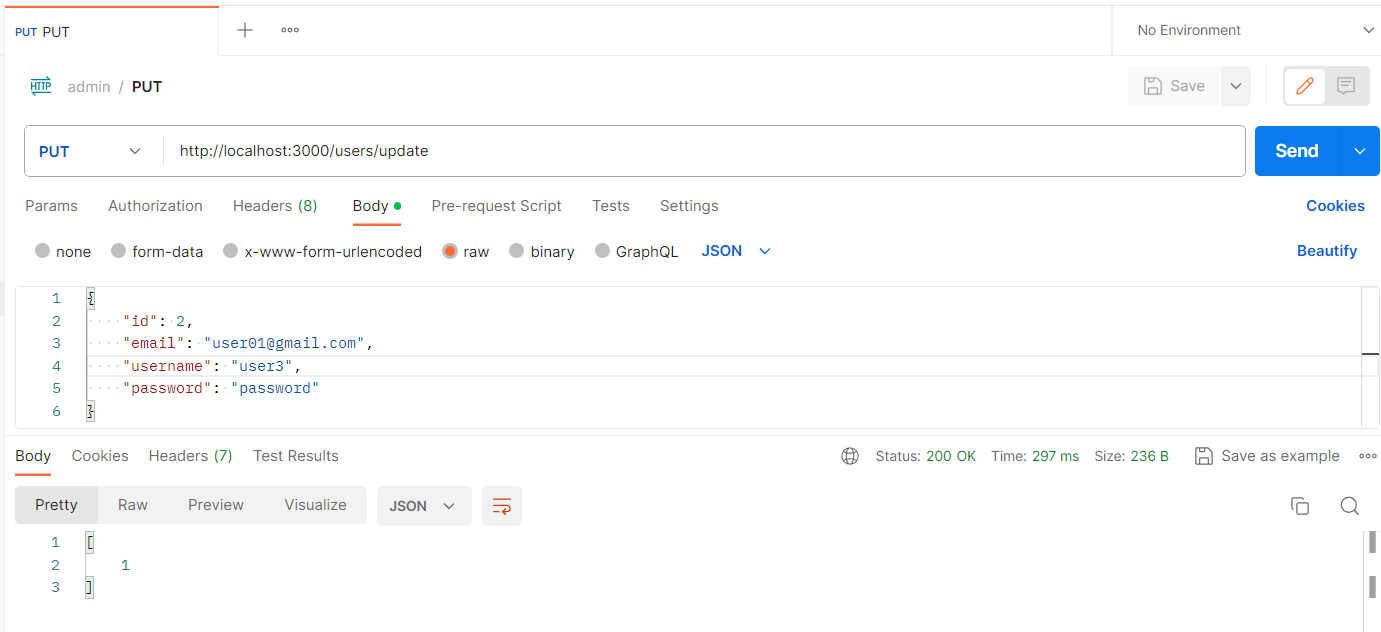 PUT PUT
No Environment
HTTP admin / PUT
Save
PUT http://localhost:3000/users/update Send
Params Authorization Headers (8) Body Pre-request Script Tests Settings Cookies
none form-data x-www-form-urlencoded raw binary GraphQL JSON Beautify
1 {
2 "id": 2,
3 "email": "user01@gmail.com",
4 "username": "user3",
5 "password": "password"
6 }
Body Cookies Headers (7) Test Results Status: 200 OK Time: 297 ms Size: 236 B Save as example
Pretty Raw Preview Visualize JSON
1 [
2 1
3 ]